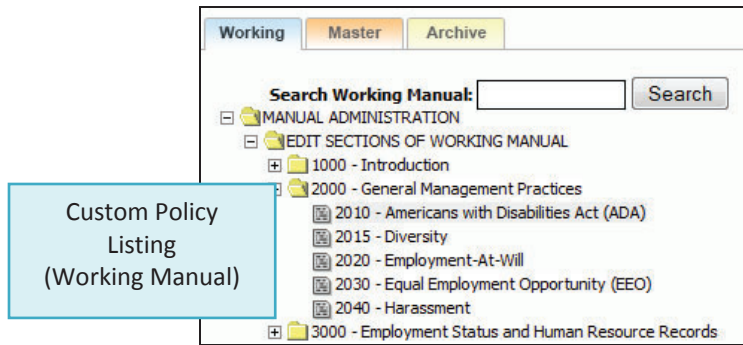 Working Master Archive
Search Working Manual: Search
MANUAL ADMINISTRATION
EDIT SECTIONS OF WORKING MANUAL
1000 - Introduction
2000 - General Management Practices
2010 - Americans with Disabilities Act (ADA)
2015 - Diversity
2020 - Employment-At-Will
2030 - Equal Employment Opportunity (EEO)
2040 - Harassment
3000 - Employment Status and Human Resource Records
Custom Policy
Listing
(Working Manual)